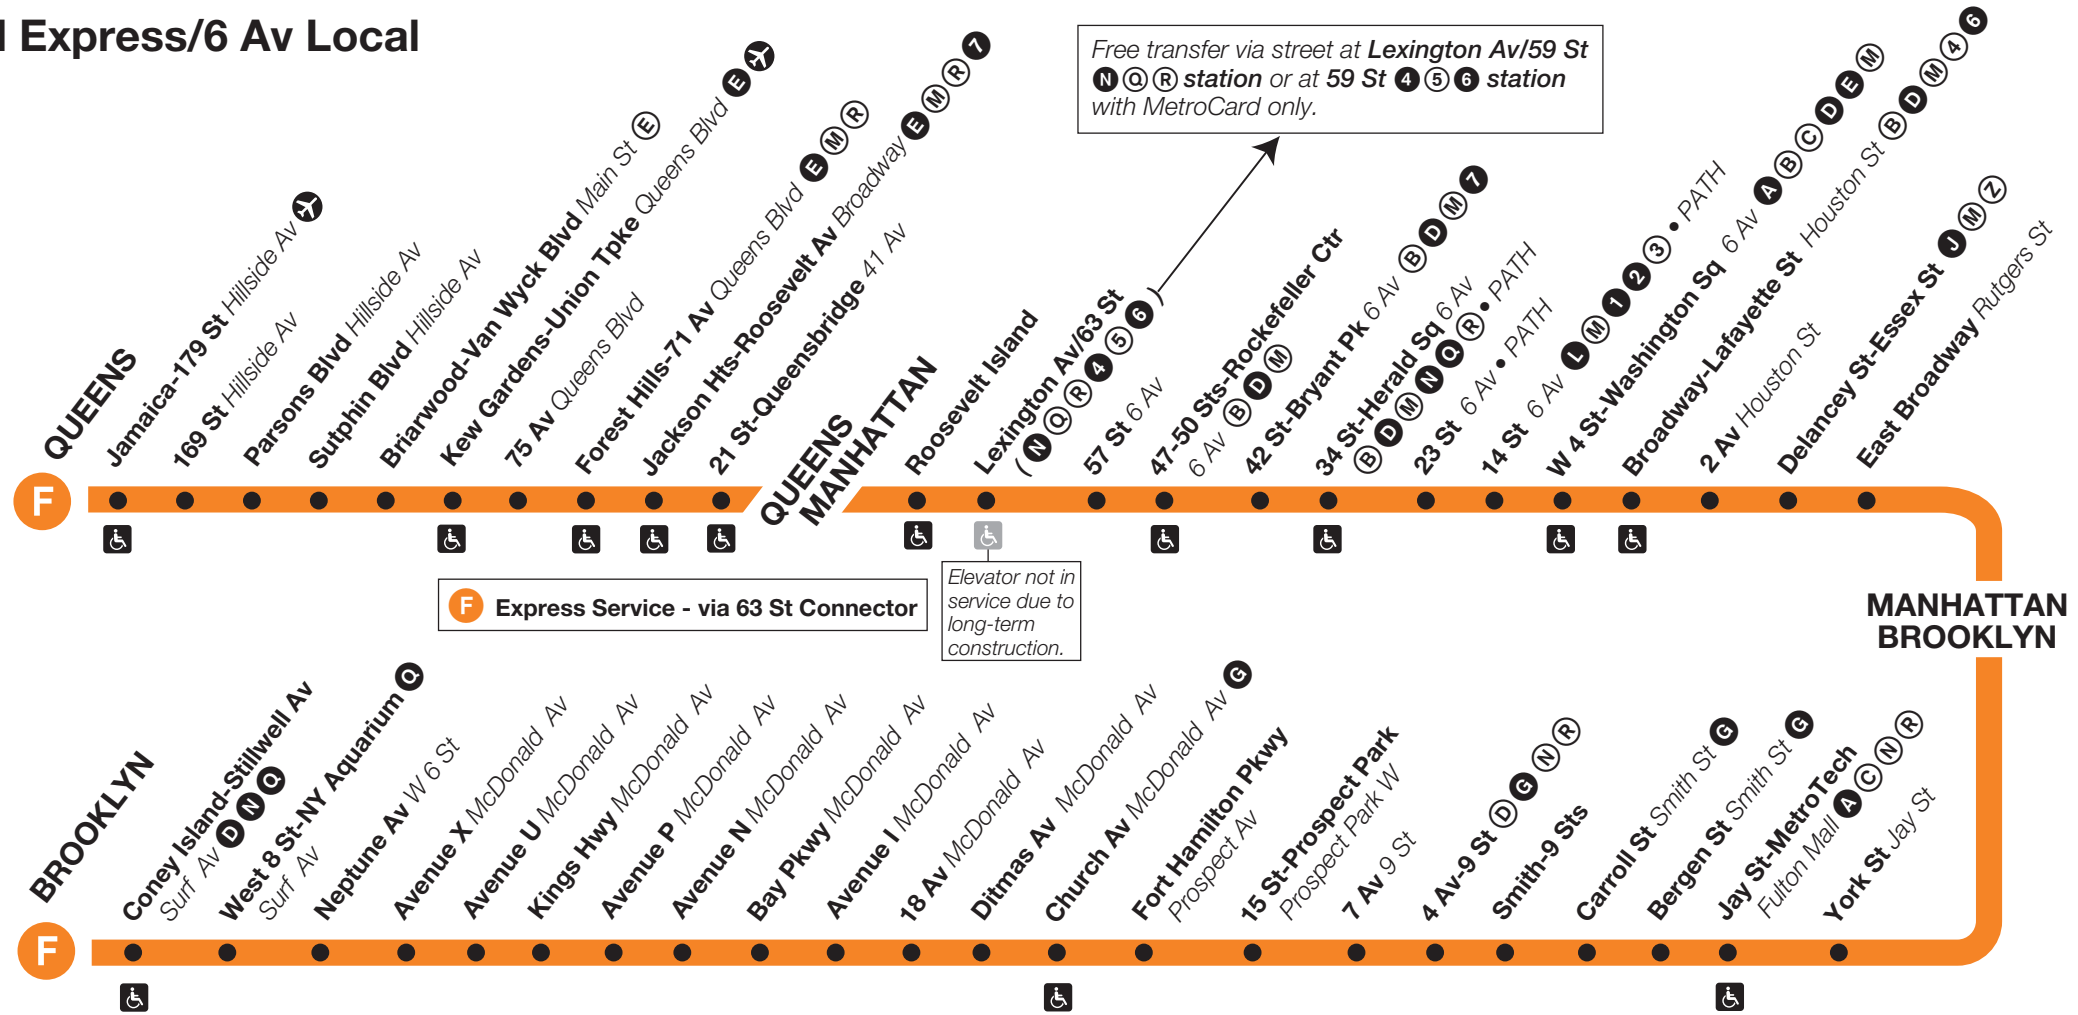 Express/6 Av Local
Free transfer via street at Lexington Av/59 St
N Q R station or at 59 St 4 5 6 station
with MetroCard only.
QUEENS
Jamaica-179 St Hillside Av
169 St Hillside Av
Parsons Blvd Hillside Av
Sutphin Blvd Hillside Av
Briarwood-Van Wyck Blvd Main St E
Kew Gardens-Union Tpke Queens Blvd E
75 Av Queens Blvd
Forest Hills-71 Av Queens Blvd E M R
Jackson Hts-Roosevelt Av Broadway E M R 7
21 St-Queensbridge 41 Av
QUEENS
MANHATTAN
Roosevelt Island
Lexington Av/63 St
( N Q R 4 5 6 )
57 St 6 Av
47-50 Sts-Rockefeller Ctr
6 Av B D M
42 St-Bryant Pk 6 Av B D M 7
34 St-Herald Sq 6 Av
B D M N Q R • PATH
23 St 6 Av • PATH
14 St 6 Av L M 1 2 3 • PATH
W 4 St-Washington Sq 6 Av A B C D E M
Broadway-Lafayette St Houston St B D M 4 6
2 Av Houston St
Delancey St-Essex St J M Z
East Broadway Rutgers St
F
F Express Service - via 63 St Connector
Elevator not in
service due to
long-term
construction.
MANHATTAN
BROOKLYN
BROOKLYN
Coney Island-Stillwell Av
Surf Av D N Q
West 8 St-NY Aquarium Q
Surf Av
Neptune Av W 6 St
Avenue X McDonald Av
Avenue U McDonald Av
Kings Hwy McDonald Av
Avenue P McDonald Av
Avenue N McDonald Av
Bay Pkwy McDonald Av
Avenue I McDonald Av
18 Av McDonald Av
Ditmas Av McDonald Av
Church Av McDonald Av G
Fort Hamilton Pkwy
Prospect Av
15 St-Prospect Park
Prospect Park W
7 Av 9 St
4 Av-9 St D G N R
Smith-9 Sts
Carroll St Smith St G
Bergen St Smith St G
Jay St-MetroTech
Fulton Mall A C N R
York St Jay St
F